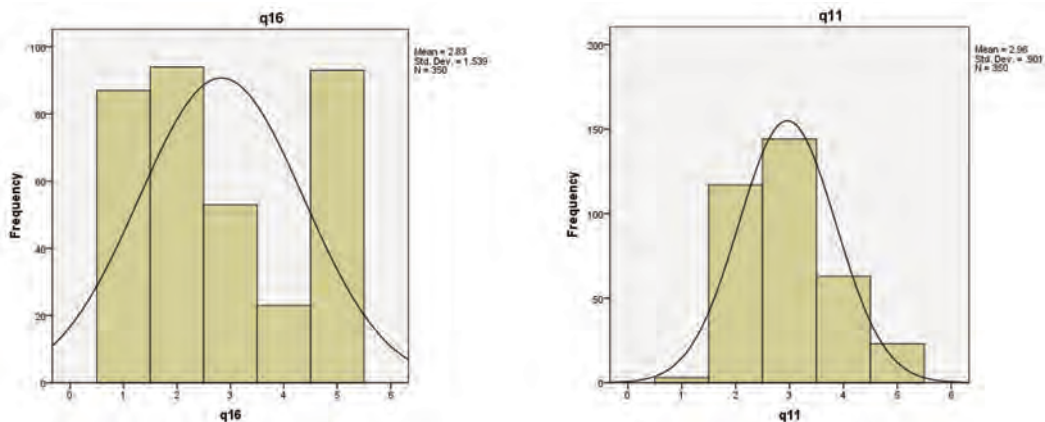 q16
Mean = 2.83
Std. Dev. = 1.539
N = 350
100
80
60
40
20
0
Frequency
0 1 2 3 4 5 6
q16
q11
Mean = 2.96
Std. Dev. = .901
N = 350
200
150
100
50
0
Frequency
0 1 2 3 4 5 6
q11